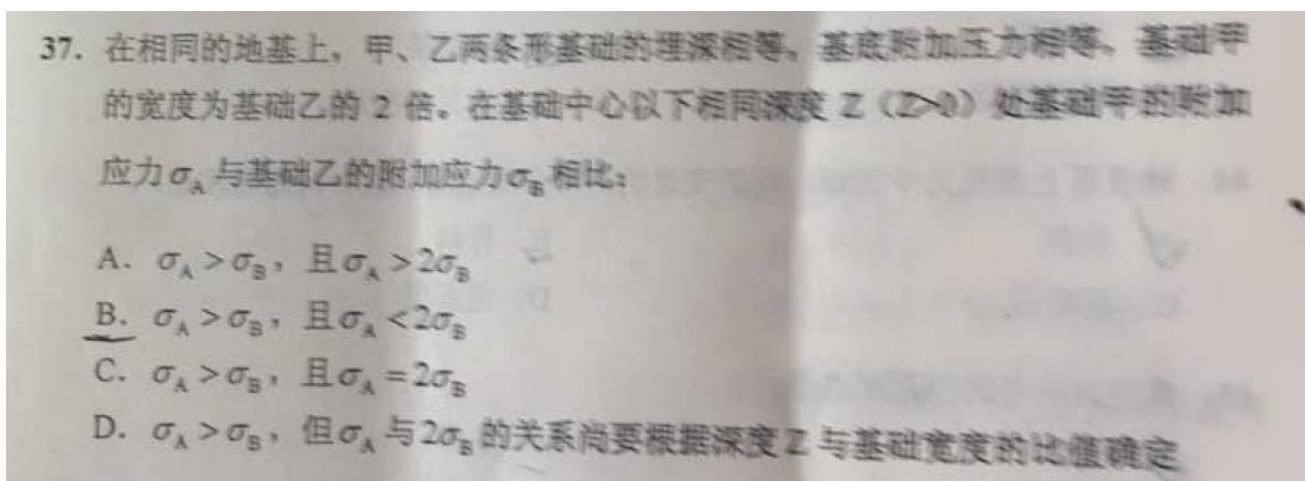 37. 在相同的地基上，甲、乙两条形基础的埋深相等，基底附加压力相等、基础甲
的宽度为基础乙的 2 倍。在基础中心以下相同深度 Z（Z>0）处基础甲的附加
应力σA 与基础乙的附加应力σB 相比：
A. σA＞σB，且σA＞2σB
B. σA＞σB，且σA＜2σB
C. σA＞σB，且σA＝2σB
D. σA＞σB，但σA 与2σB 的关系尚要根据深度 Z 与基础宽度的比值确定